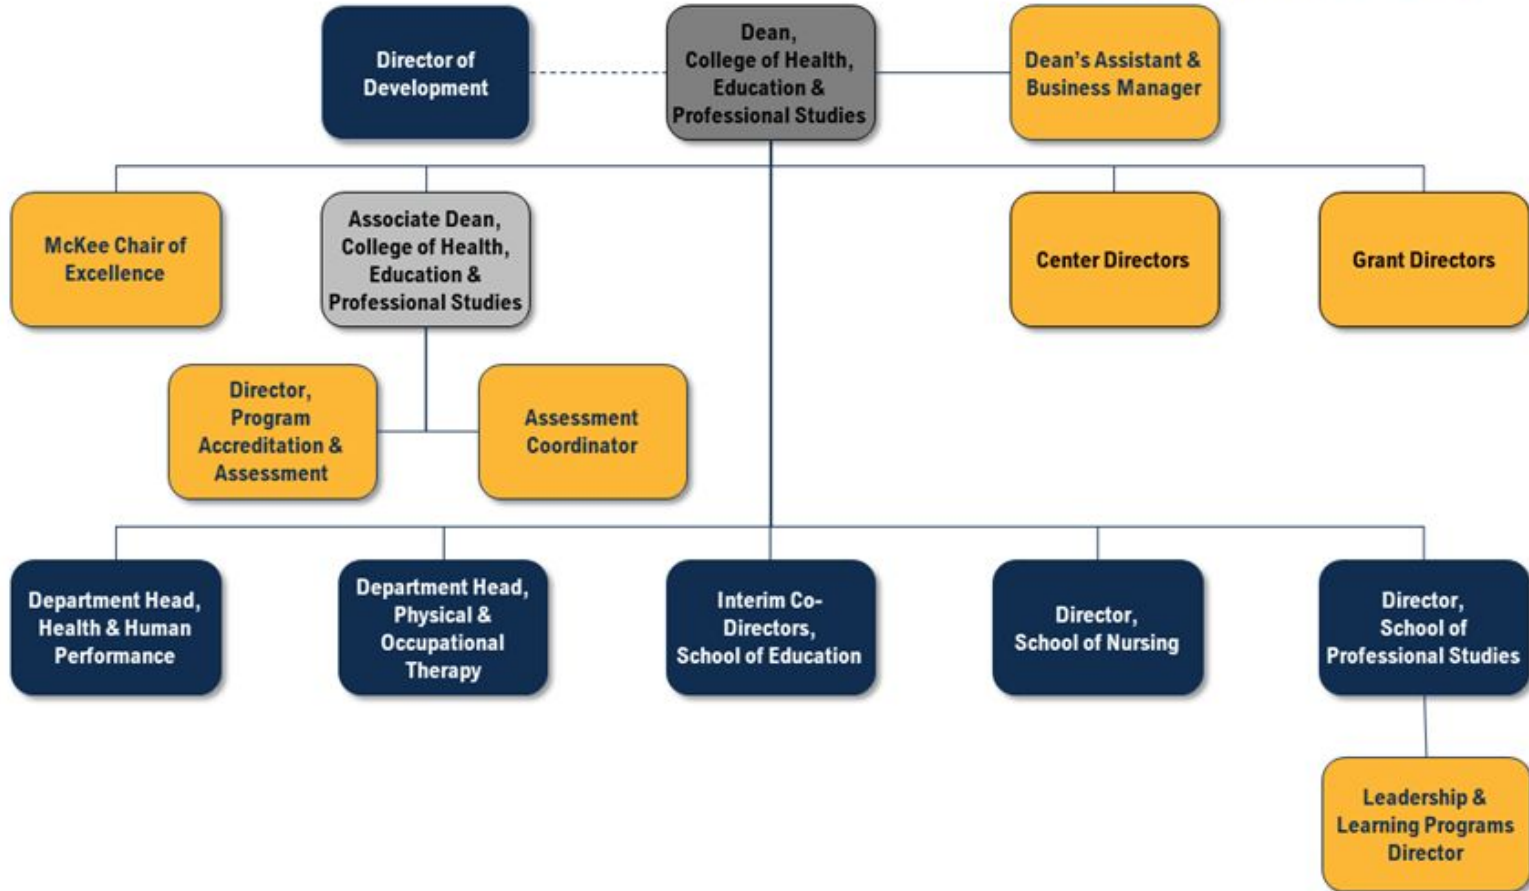 Director of
Development
Dean,
College of Health,
Education &
Professional Studies
Dean's Assistant &
Business Manager
McKee Chair of
Excellence
Associate Dean,
College of Health,
Education &
Professional Studies
Center Directors
Grant Directors
Director,
Program
Accreditation &
Assessment
Assessment
Coordinator
Department Head,
Health & Human
Performance
Department Head,
Physical &
Occupational
Therapy
Interim Co-
Directors,
School of Education
Director,
School of Nursing
Director,
School of
Professional Studies
Leadership &
Learning Programs
Director